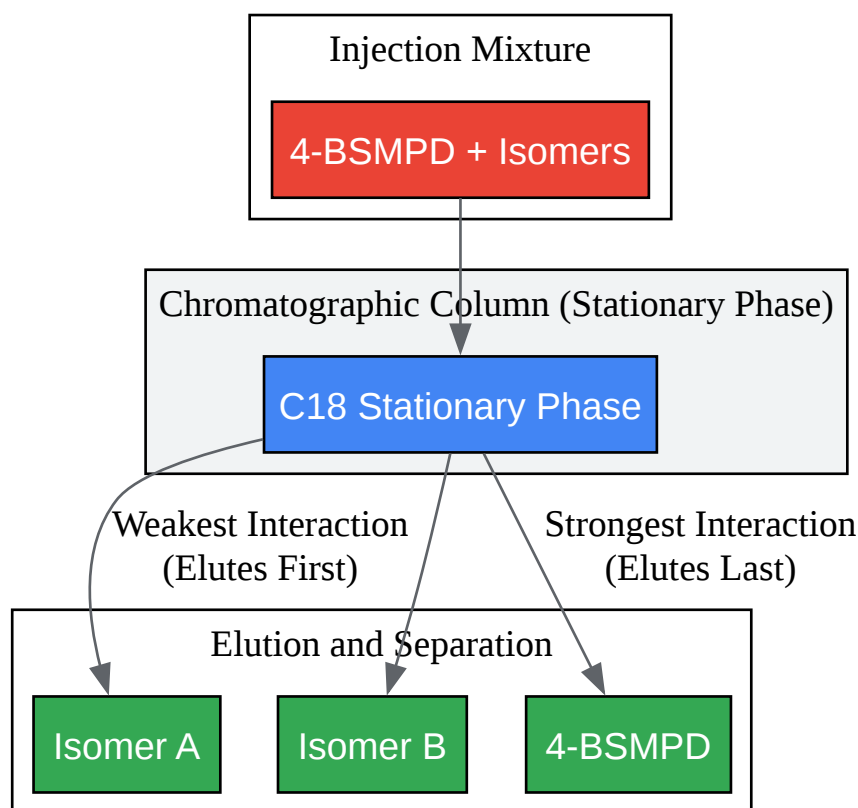 Injection Mixture
4-BSMPD + Isomers
Chromatographic Column (Stationary Phase)
C18 Stationary Phase
Weakest Interaction
(Elutes First)
Strongest Interaction
(Elutes Last)
Elution and Separation
Isomer A
Isomer B
4-BSMPD